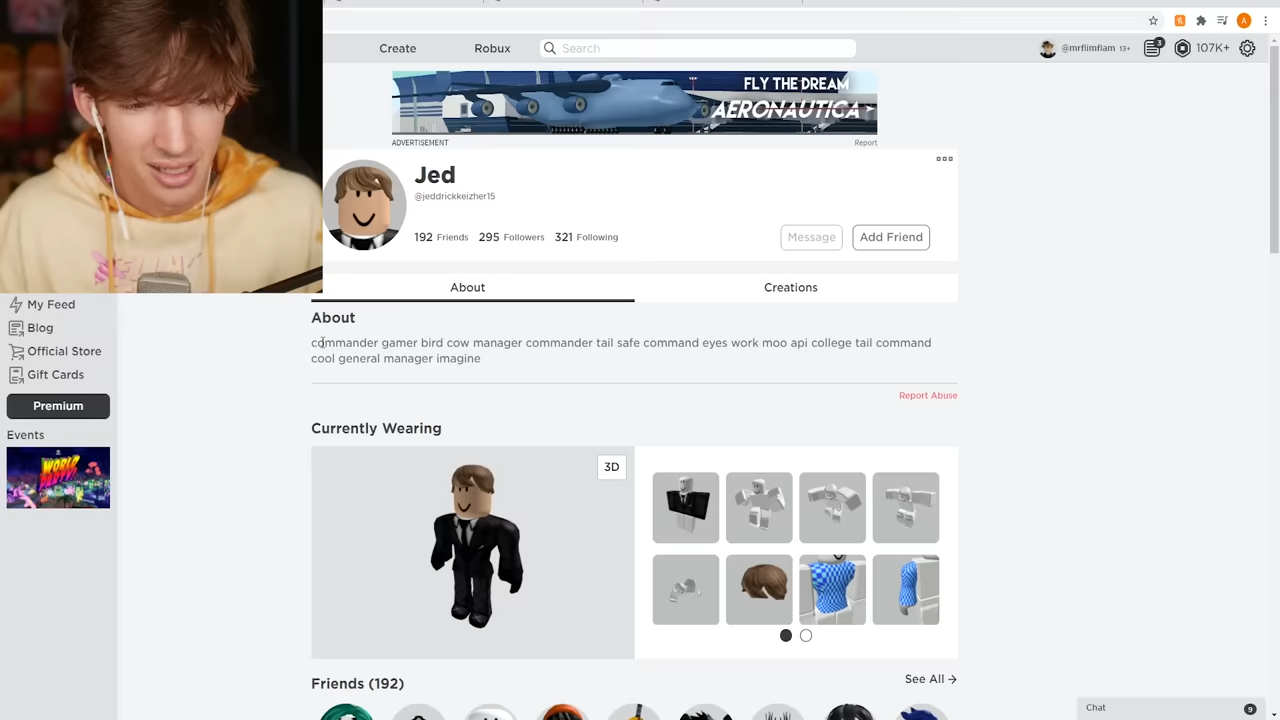 Create
Robux
Search
@mrflimflam 13+
3
107K+
FLY THE DREAM
AERONAUTICA
ADVERTISEMENT
Report
Jed
@jeddrickkeizher15
192 Friends
295 Followers
321 Following
Message
Add Friend
My Feed
Blog
Official Store
Gift Cards
Premium
Events
WORLD PARTY!
About
Creations
About
commander gamer bird cow manager commander tail safe command eyes work moo api college tail command
cool general manager imagine
Report Abuse
Currently Wearing
3D
Friends (192)
See All →
Chat
9
A